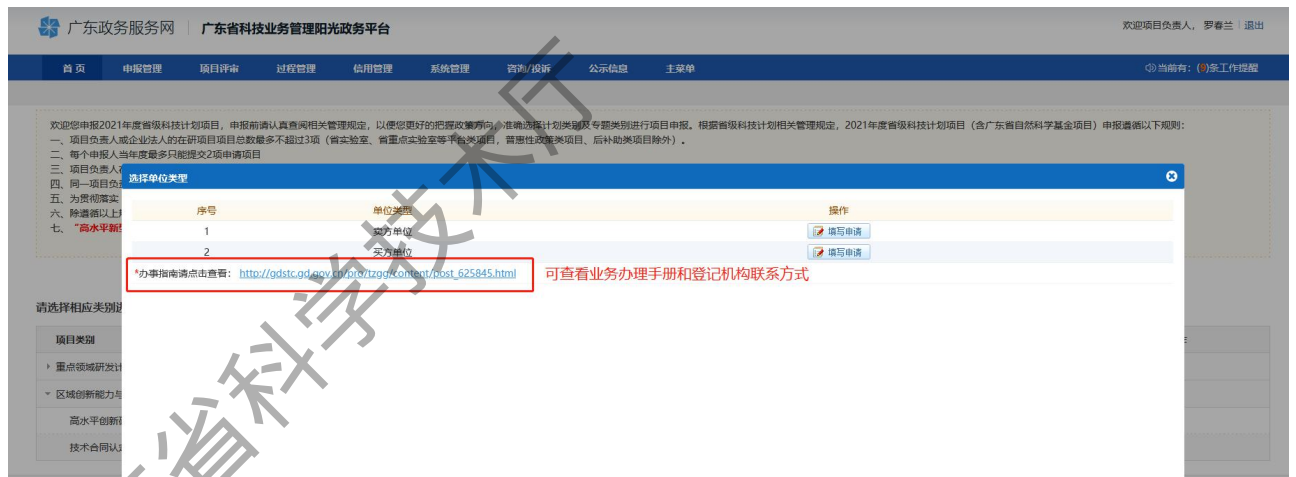 广东政务服务网 广东省科技业务管理阳光政务平台 欢迎项目负责人, 罗春兰 退出
首页 申报管理 项目评审 过程管理 信用管理 系统管理 咨询/投诉 公示信息 主菜单 当前有: (9)条工作提醒
欢迎您申报2021年度省级科技计划项目, 申报前请认真查阅相关管理规定, 以便您更好的把握政策方向, 准确选择计划类别及专题类别进行项目申报。根据省级科技计划相关管理规定, 2021年度省级科技计划项目 (含广东省自然科学基金项目) 申报遵循以下规则:
一、项目负责人或企业法人的在研项目项目总数最多不超过3项 (省实验室、省重点实验室等平台类项目, 普惠性政策类项目、后补助类项目除外) 。
二、每个申报人当年度最多只能提交2项申请项目
三、项目负责人
四、同一项目负
五、为贯彻落实
六、除遵循以上
七、"高水平新
选择单位类型
序号 单位类型 操作
1 卖方单位 填写申请
2 买方单位 填写申请
*办事指南请点击查看: http://gdstc.gd.gov.cn/pro/tzgg/content/post_625845.html 可查看业务办理手册和登记机构联系方式
请选择相应类别
项目类别
重点领域研发计
区域创新能力与
高水平创新
技术合同认
省科学技术厅